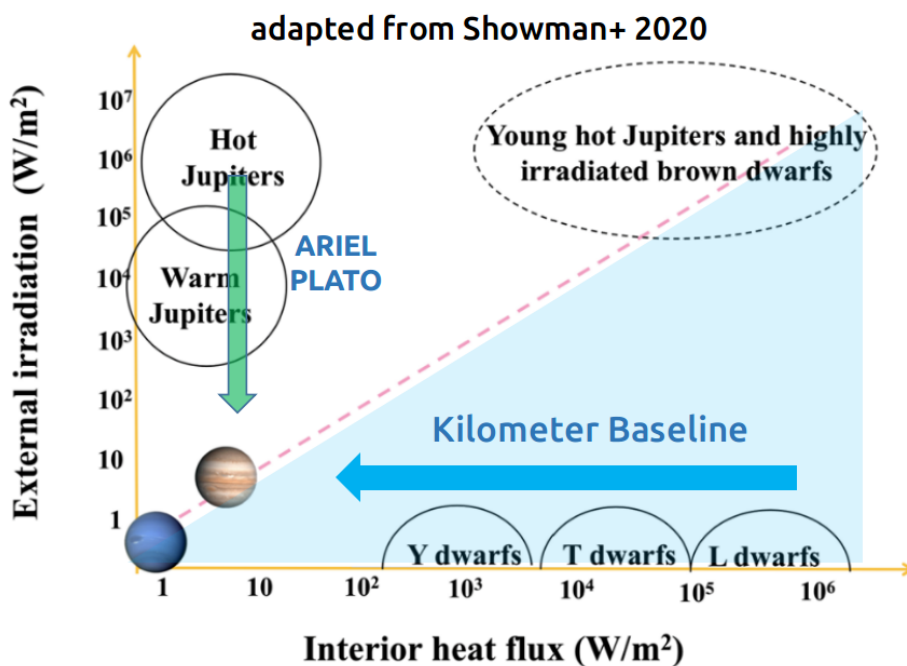 adapted from Showman+ 2020
External irradiation (W/m²)
10⁷
10⁶
10⁵
10⁴
10³
10²
10
1
Hot
Jupiters
Warm
Jupiters
ARIEL
PLATO
Young hot Jupiters and highly
irradiated brown dwarfs
Kilometer Baseline
Y dwarfs
T dwarfs
L dwarfs
1
10
10²
10³
10⁴
10⁵
10⁶
Interior heat flux (W/m²)